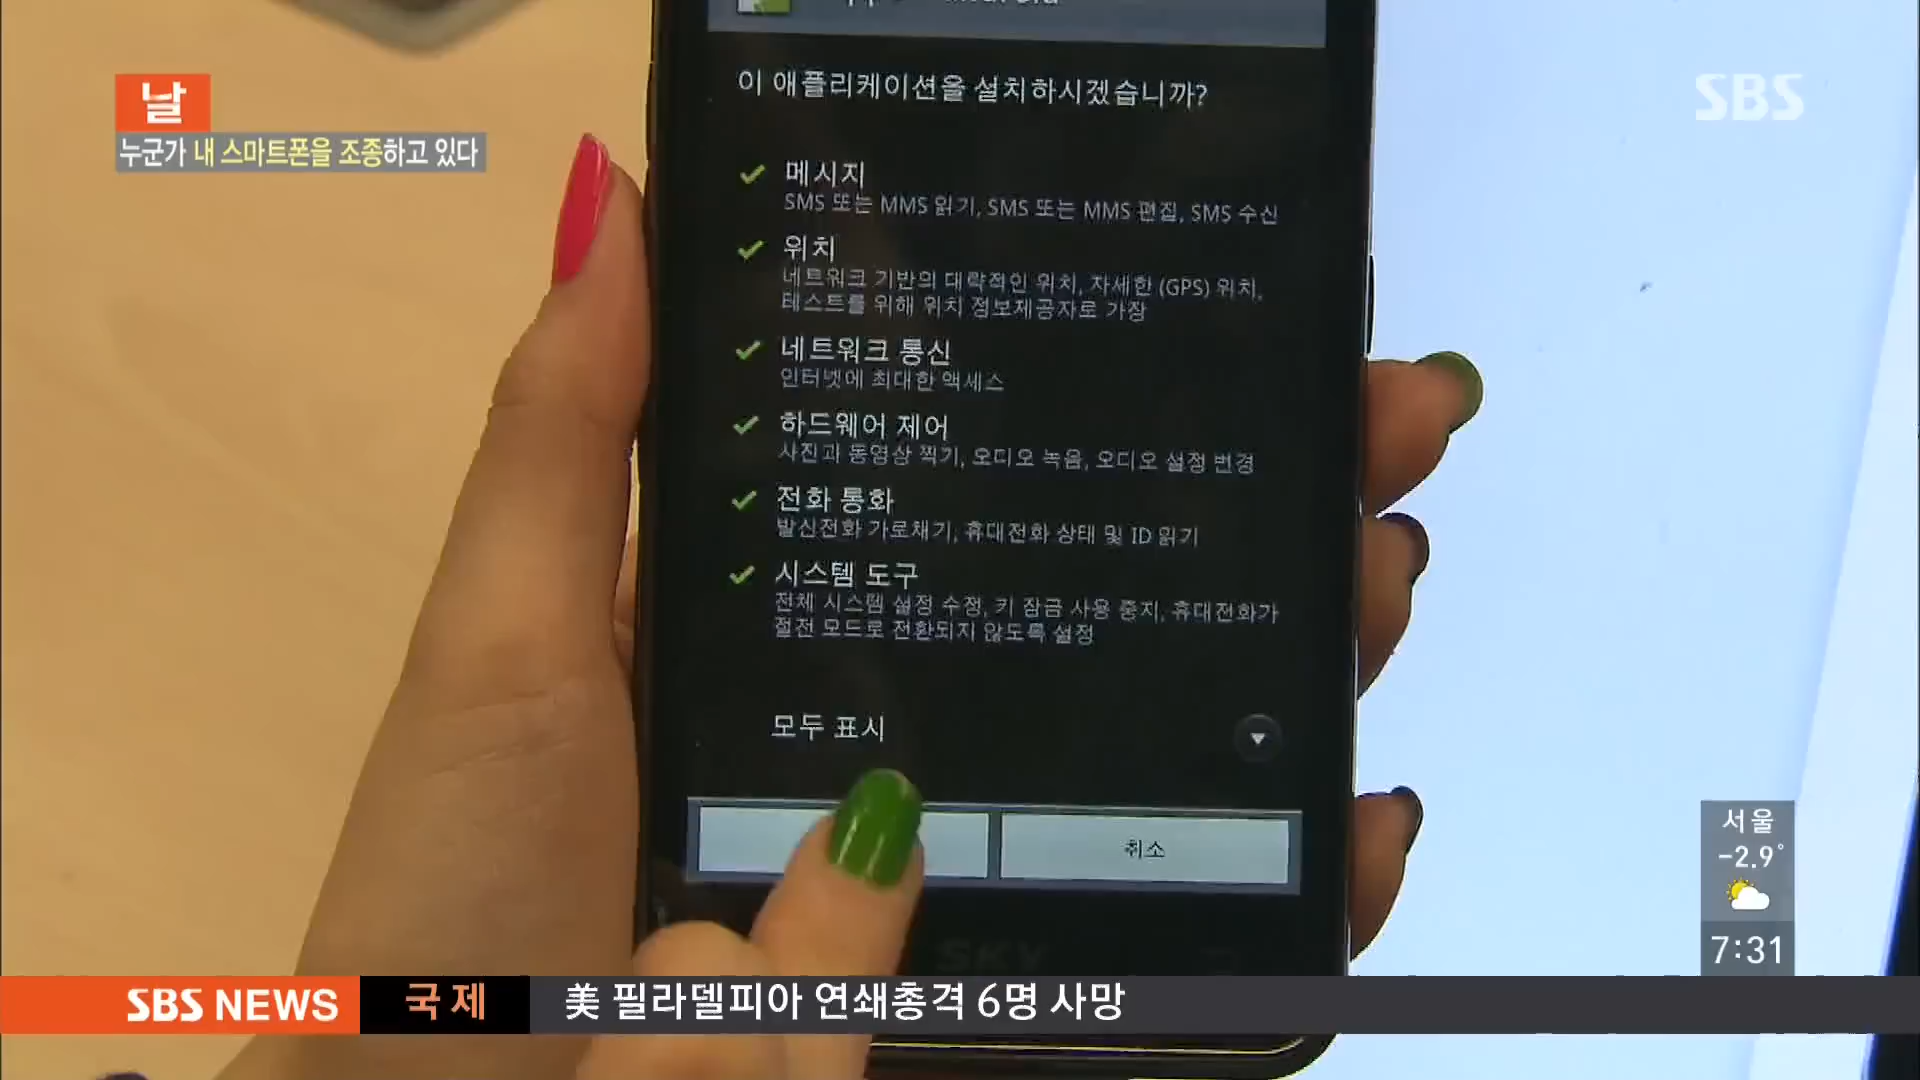 날
누군가 내 스마트폰을 조종하고 있다
SBS
이 애플리케이션을 설치하시겠습니까?
메시지
SMS 또는 MMS 읽기, SMS 또는 MMS 편집, SMS 수신
위치
네트워크 기반의 대략적인 위치, 자세한 (GPS) 위치,
테스트를 위해 위치 정보제공자로 가장
네트워크 통신
인터넷에 최대한 액세스
하드웨어 제어
사진과 동영상 찍기, 오디오 녹음, 오디오 설정 변경
전화 통화
발신전화 가로채기, 휴대전화 상태 및 ID 읽기
시스템 도구
전체 시스템 설정 수정, 키 잠금 사용 중지, 휴대전화가
절전 모드로 전환되지 않도록 설정
모두 표시
취소
SKY
서울
-2.9°
7:31
SBS NEWS
국제
美 필라델피아 연쇄총격 6명 사망